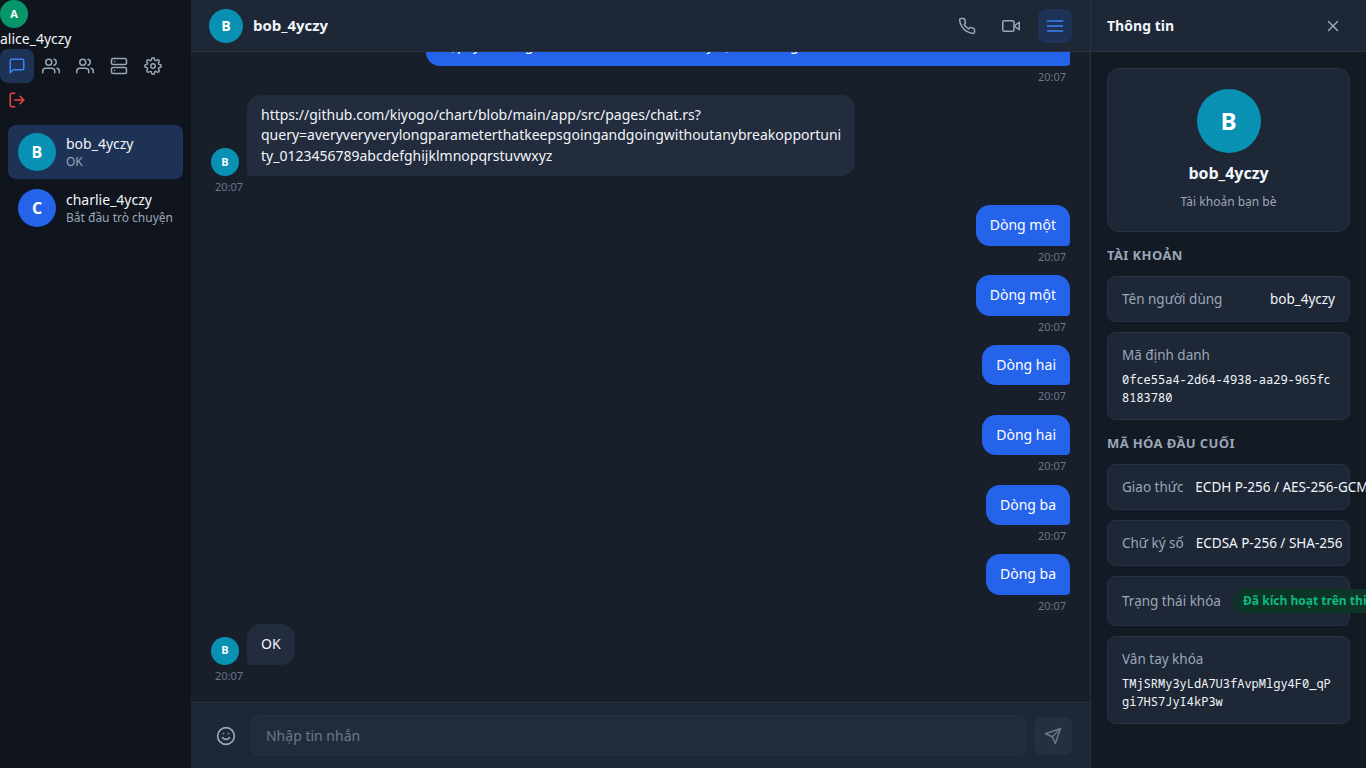 A
alice_4yczy
B
bob_4yczy
OK
C
charlie_4yczy
Bắt đầu trò chuyện
B
bob_4yczy
20:07
https://github.com/kiyogo/chart/blob/main/app/src/pages/chat.rs?
query=averyveryverylongparameterthatkeepsgoingandgoingwithoutanybreakopportuni
ty_0123456789abcdefghijklmnopqrstuvwxyz
B
20:07
Dòng một
20:07
Dòng một
20:07
Dòng hai
20:07
Dòng hai
20:07
Dòng ba
20:07
Dòng ba
20:07
OK
B
20:07
Nhập tin nhắn
Thông tin
B
bob_4yczy
Tài khoản bạn bè
TÀI KHOẢN
Tên người dùng bob_4yczy
Mã định danh
0fce55a4-2d64-4938-aa29-965fc
8183780
MÃ HÓA ĐẦU CUỐI
Giao thức ECDH P-256 / AES-256-GCM
Chữ ký số ECDSA P-256 / SHA-256
Trạng thái khóa Đã kích hoạt trên thi
Vân tay khóa
TMjSRMy3yLdA7U3fAvpMlgy4F0_qP
gi7HS7JyI4kP3w